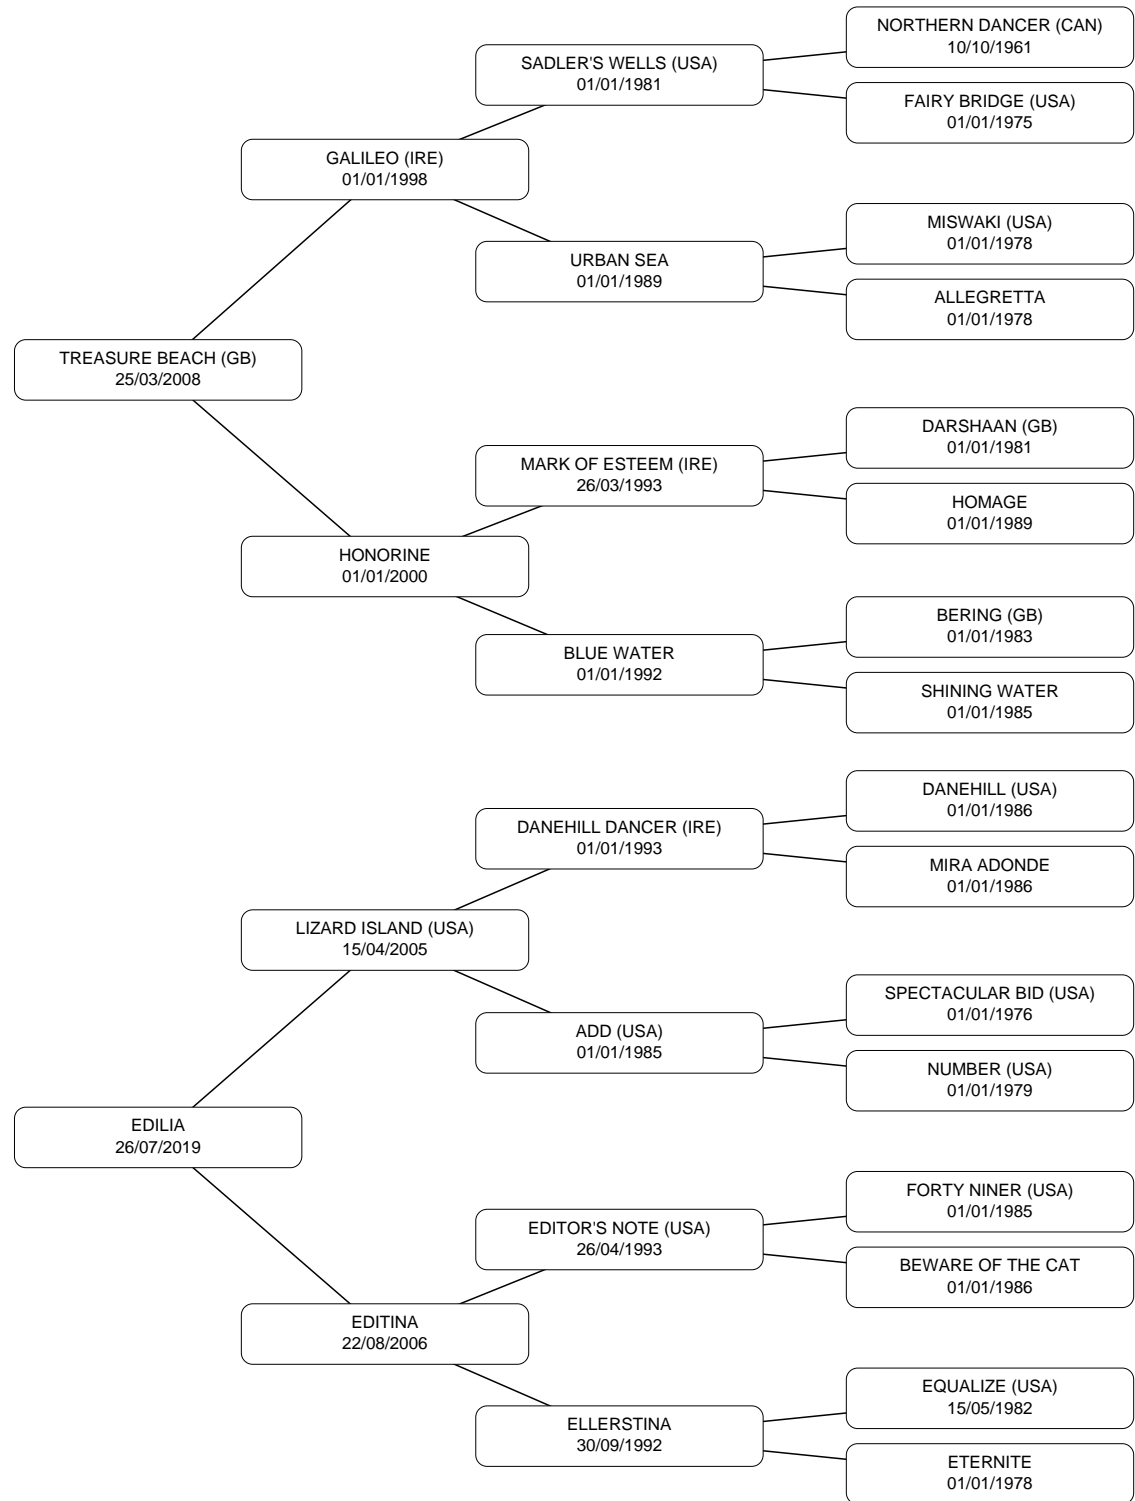 NORTHERN DANCER (CAN)
10/10/1961
SADLER'S WELLS (USA)
01/01/1981
FAIRY BRIDGE (USA)
01/01/1975
GALILEO (IRE)
01/01/1998
MISWAKI (USA)
01/01/1978
URBAN SEA
01/01/1989
ALLEGRETTA
01/01/1978
TREASURE BEACH (GB)
25/03/2008
DARSHAAN (GB)
01/01/1981
MARK OF ESTEEM (IRE)
26/03/1993
HOMAGE
01/01/1989
HONORINE
01/01/2000
BERING (GB)
01/01/1983
BLUE WATER
01/01/1992
SHINING WATER
01/01/1985
DANEHILL (USA)
01/01/1986
DANEHILL DANCER (IRE)
01/01/1993
MIRA ADONDE
01/01/1986
LIZARD ISLAND (USA)
15/04/2005
SPECTACULAR BID (USA)
01/01/1976
ADD (USA)
01/01/1985
NUMBER (USA)
01/01/1979
EDILIA
26/07/2019
FORTY NINER (USA)
01/01/1985
EDITOR'S NOTE (USA)
26/04/1993
BEWARE OF THE CAT
01/01/1986
EDITINA
22/08/2006
EQUALIZE (USA)
15/05/1982
ELLERSTINA
30/09/1992
ETERNITE
01/01/1978